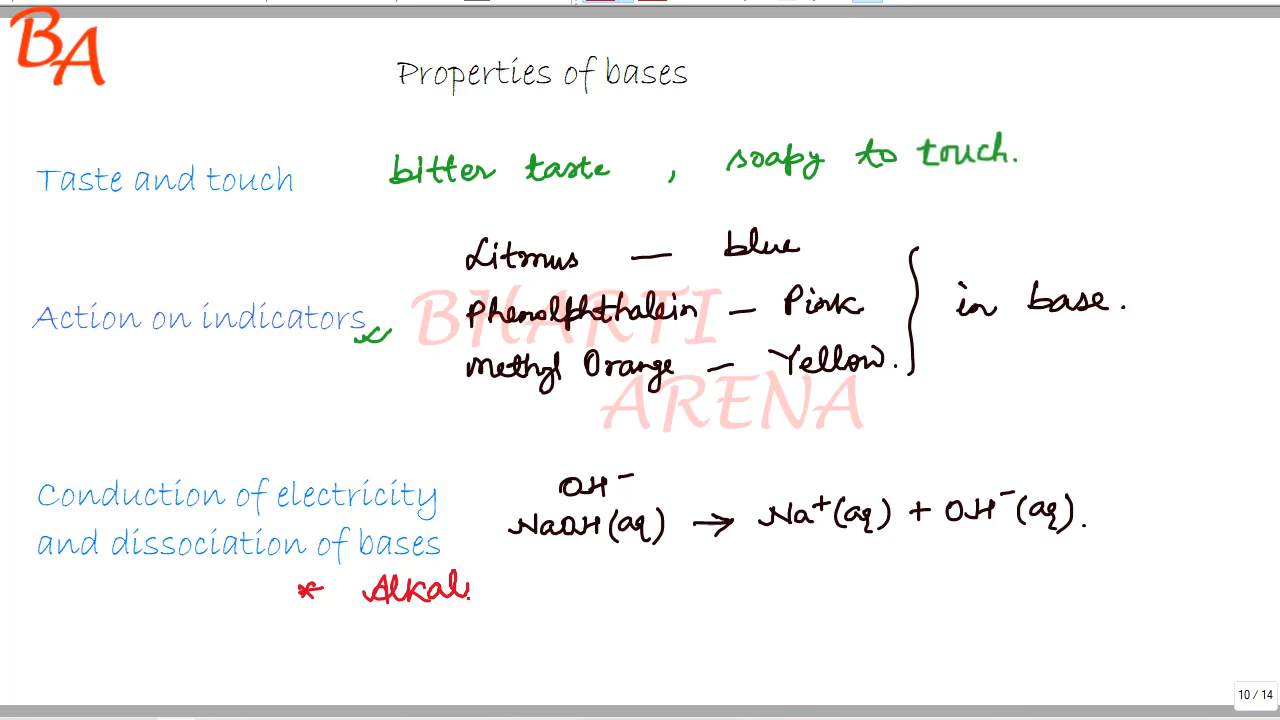 BA
Properties of bases
Taste and touch bitter taste , soapy to touch.
Litmus — blue
Action on indicators Phenolphthalein — Pink } in base.
Methyl Orange — Yellow.
BHARTI
ARENA
Conduction of electricity OH⁻
and dissociation of bases NaOH(aq) → Na⁺(aq) + OH⁻(aq).
* Alkal.
10 / 14